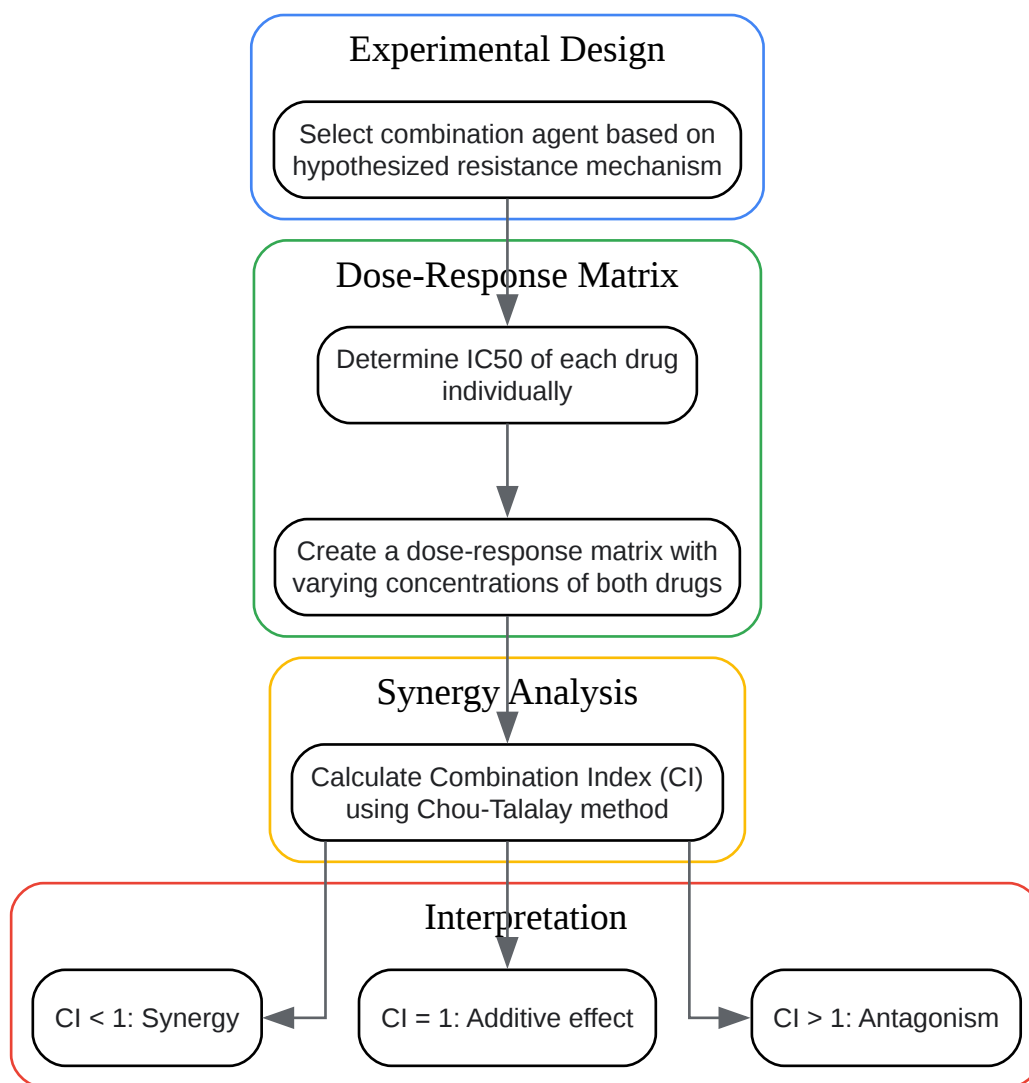 Experimental Design
Select combination agent based on
hypothesized resistance mechanism
Dose-Response Matrix
Determine IC50 of each drug
individually
Create a dose-response matrix with
varying concentrations of both drugs
Synergy Analysis
Calculate Combination Index (CI)
using Chou-Talalay method
Interpretation
CI < 1: Synergy
CI = 1: Additive effect
CI > 1: Antagonism